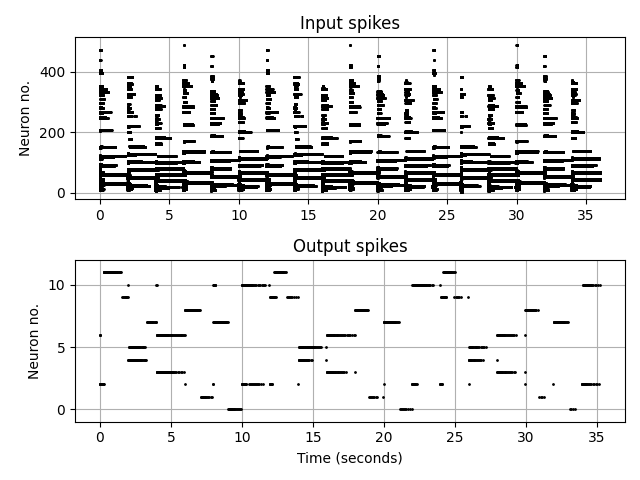 Input spikes
Neuron no.
400
200
0
0 5 10 15 20 25 30 35
Output spikes
Neuron no.
10
5
0
0 5 10 15 20 25 30 35
Time (seconds)